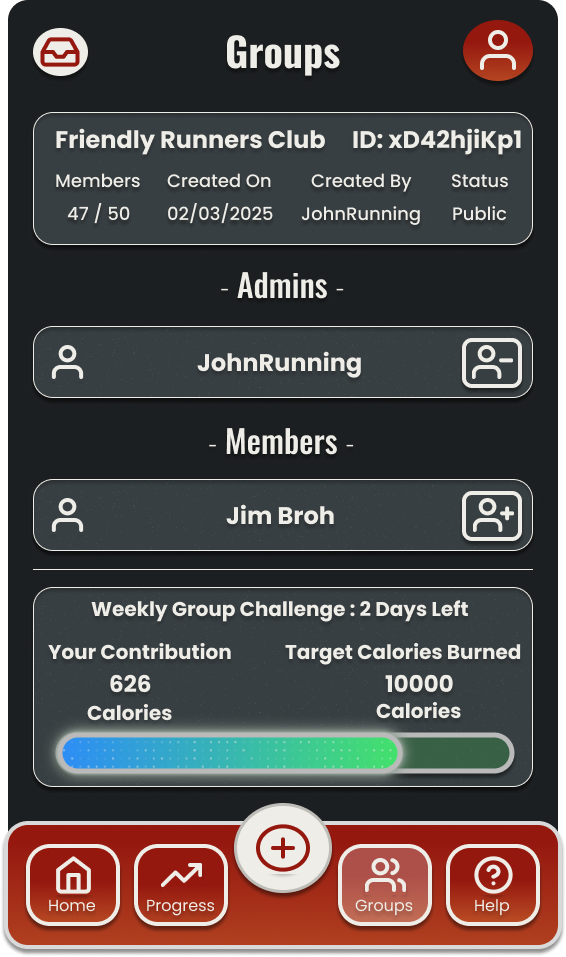 Groups
Friendly Runners Club ID: xD42hjiKp1
Members Created On Created By Status
47 / 50 02/03/2025 JohnRunning Public
- Admins -
JohnRunning
- Members -
Jim Broh
Weekly Group Challenge : 2 Days Left
Your Contribution Target Calories Burned
626 10000
Calories Calories
Home Progress Groups Help